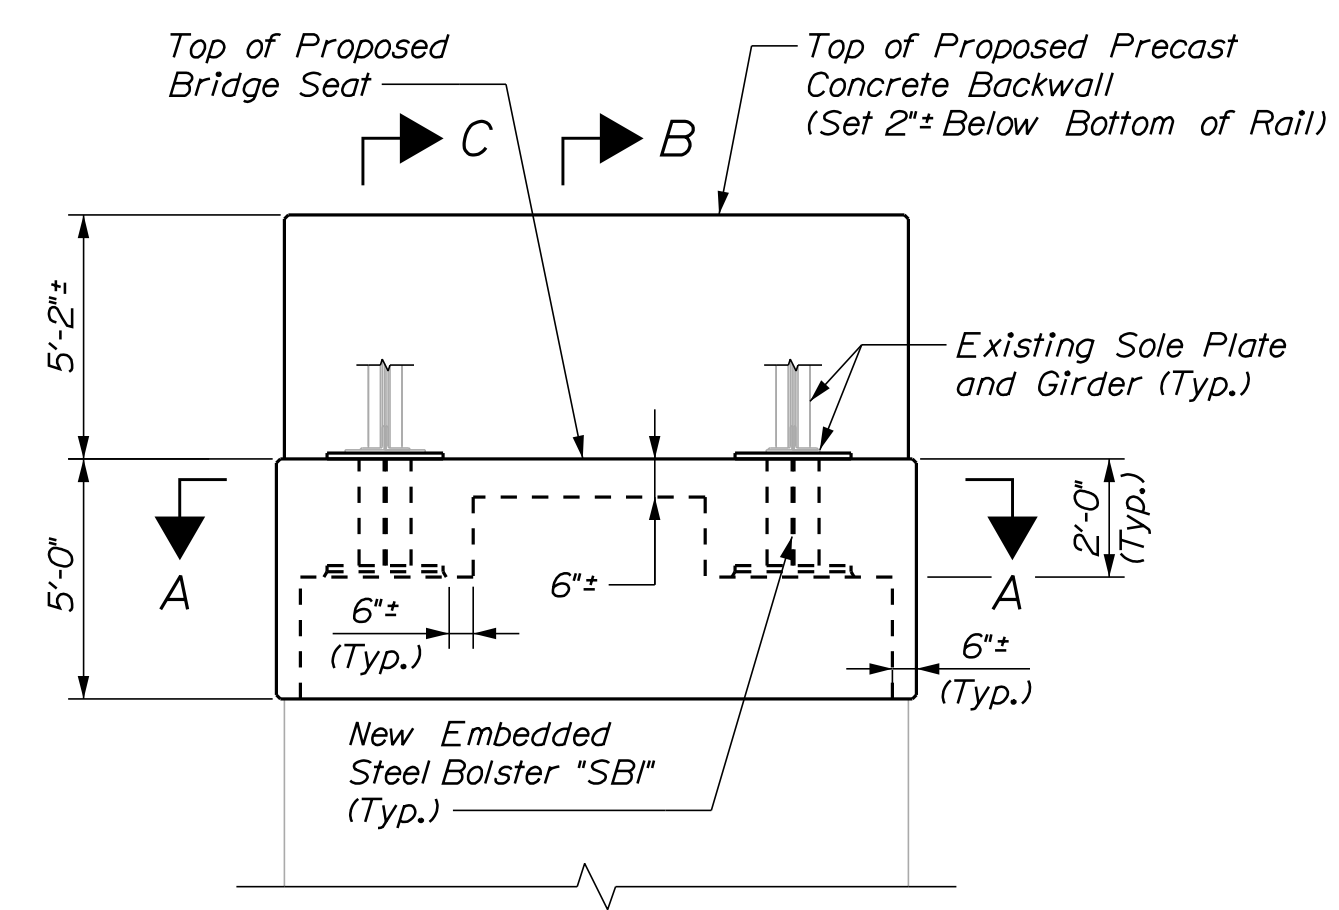 Top of Proposed
Bridge Seat
Top of Proposed Precast
Concrete Backwall
(Set 2"± Below Bottom of Rail)
C
B
5'-2"±
Existing Sole Plate
and Girder (Typ.)
5'-0"
A
2'-0"
(Typ.)
A
6"±
6"±
(Typ.)
6"±
(Typ.)
New Embedded
Steel Bolster "SB1"
(Typ.)